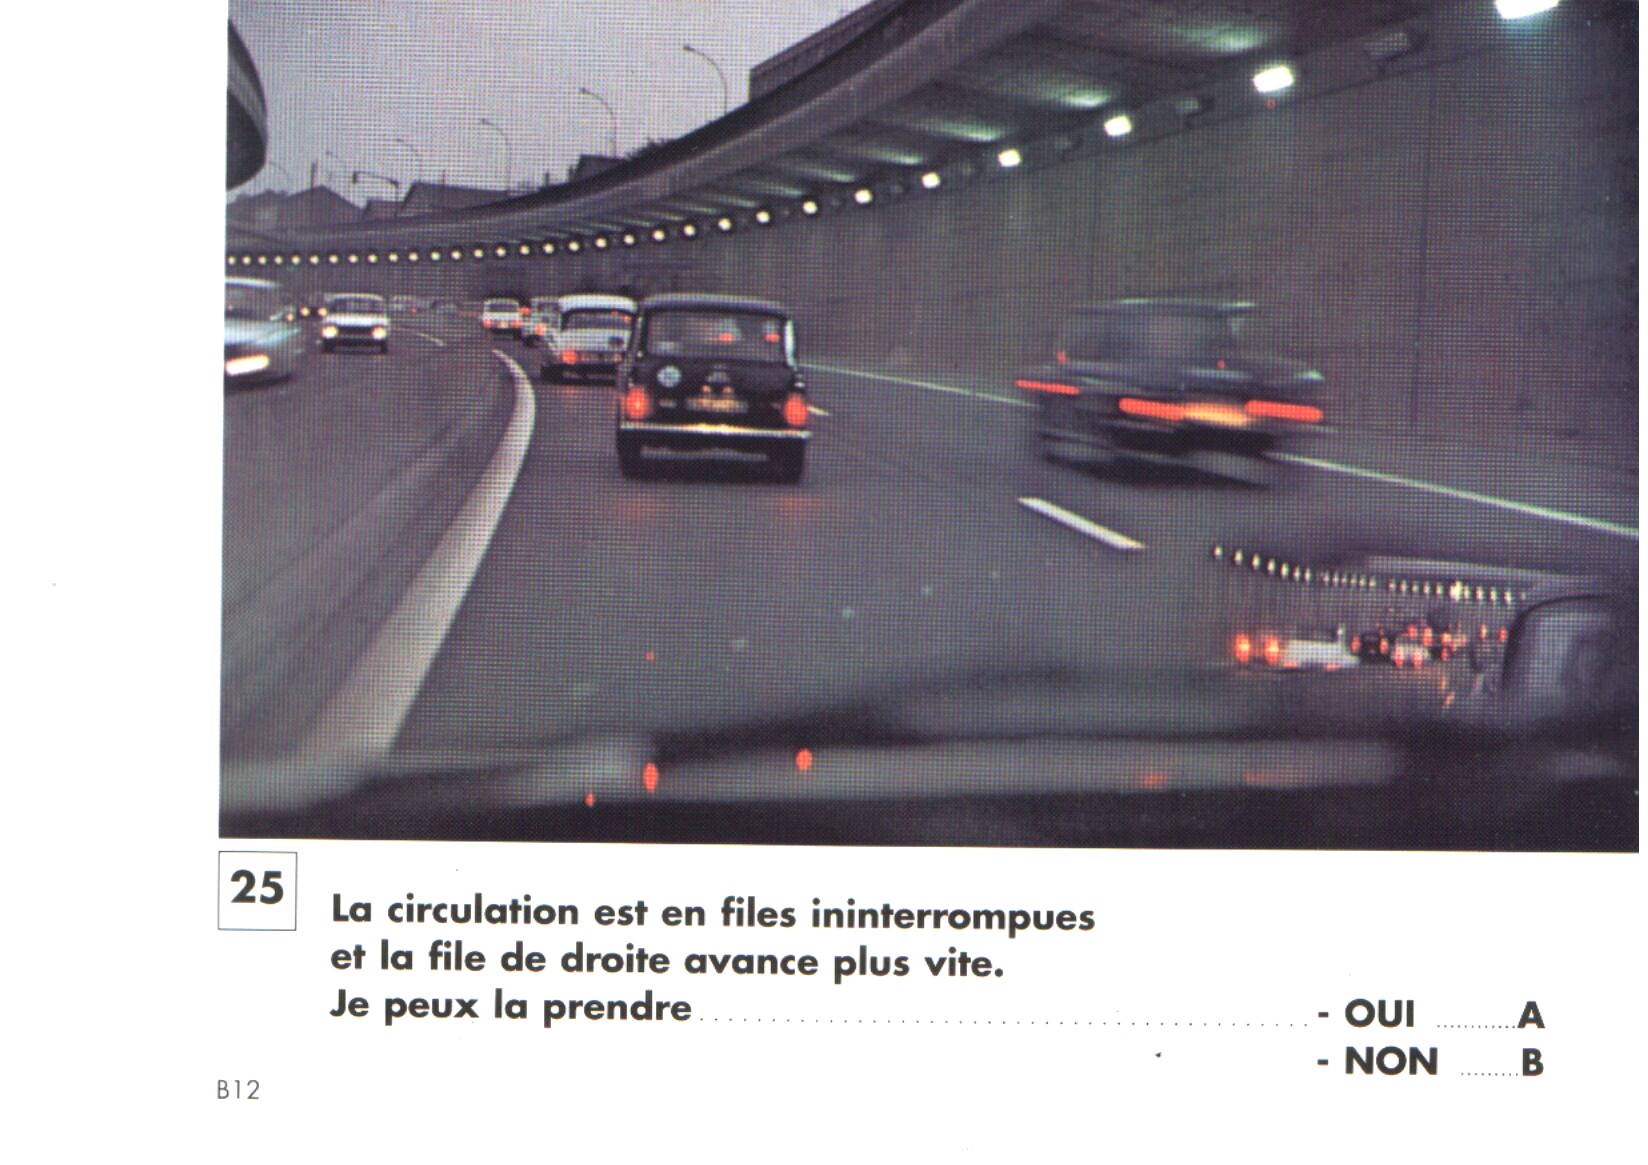 25
La circulation est en files ininterrompues
et la file de droite avance plus vite.
Je peux la prendre ........ - OUI ........ A
- NON ........ B
B12